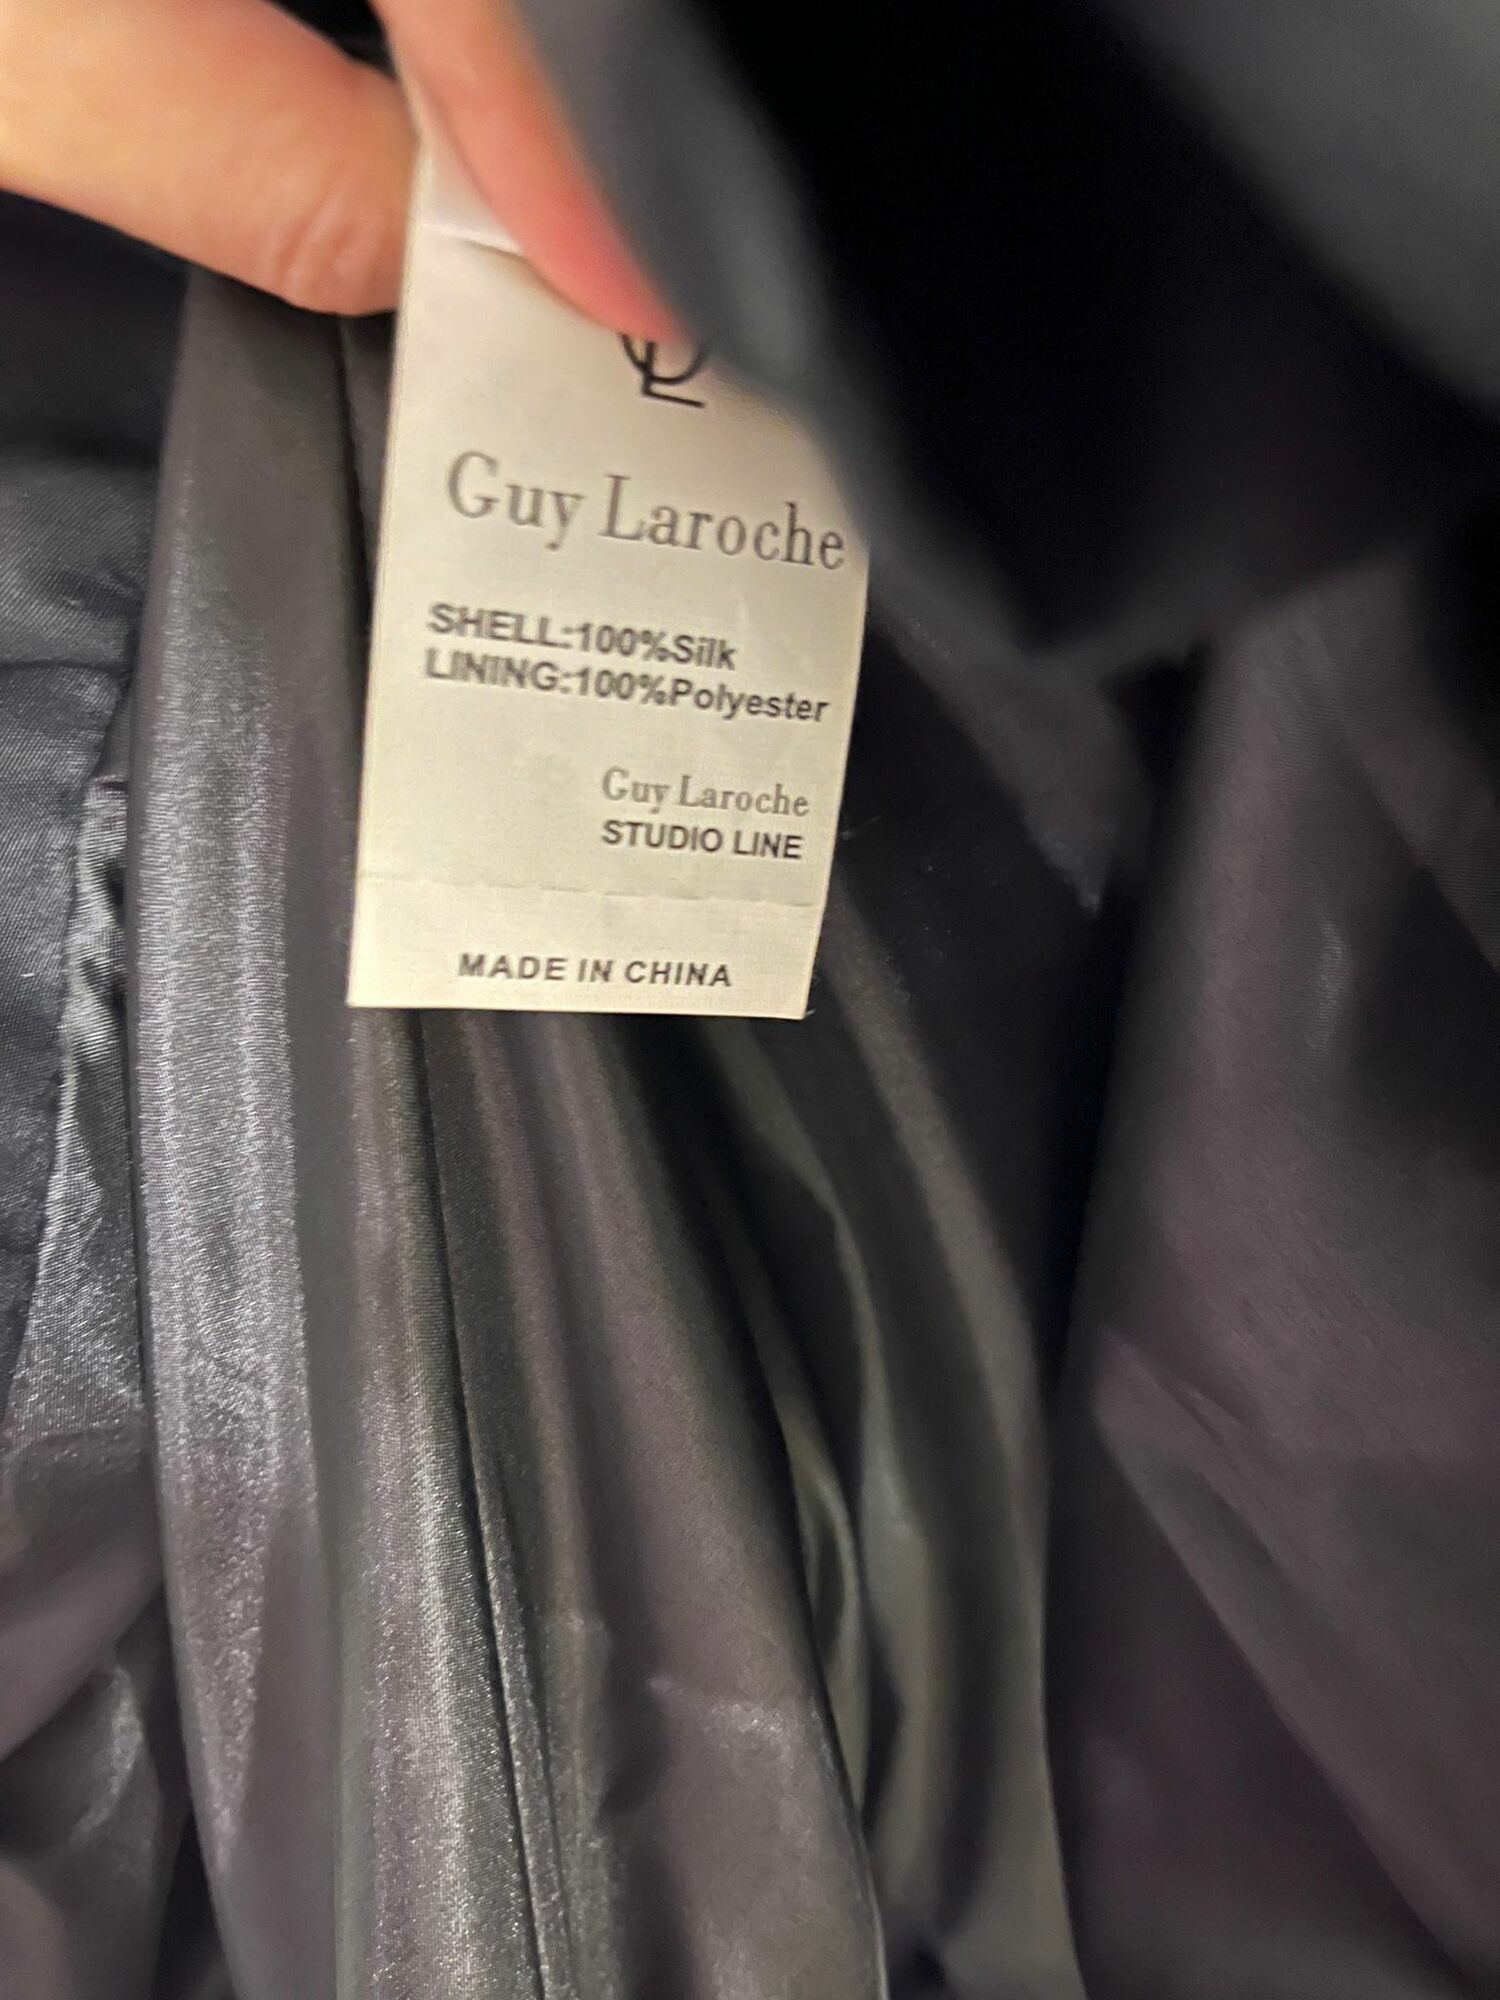 Guy Laroche
SHELL:100%Silk
LINING:100%Polyester
Guy Laroche
STUDIO LINE
MADE IN CHINA